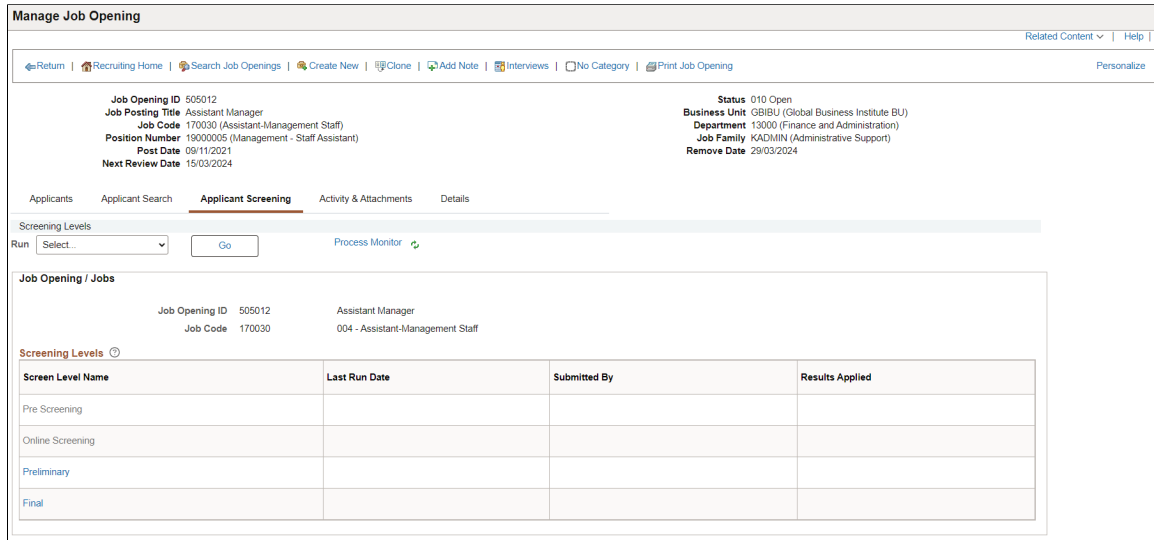 Manage Job Opening
Related Content | Help |
Return | Recruiting Home | Search Job Openings | Create New | Clone | Add Note | Interviews | No Category | Print Job Opening Personalize
Job Opening ID 505012 Status 010 Open
Job Posting Title Assistant Manager Business Unit GBIBU (Global Business Institute BU)
Job Code 170030 (Assistant-Management Staff) Department 13000 (Finance and Administration)
Position Number 19000005 (Management - Staff Assistant) Job Family KADMIN (Administrative Support)
Post Date 09/11/2021 Remove Date 29/03/2024
Next Review Date 15/03/2024
Applicants Applicant Search Applicant Screening Activity & Attachments Details
Screening Levels
Run Select... Go Process Monitor
Job Opening / Jobs
Job Opening ID 505012 Assistant Manager
Job Code 170030 004 - Assistant-Management Staff
Screening Levels ?
Screen Level Name Last Run Date Submitted By Results Applied
Pre Screening
Online Screening
Preliminary
Final